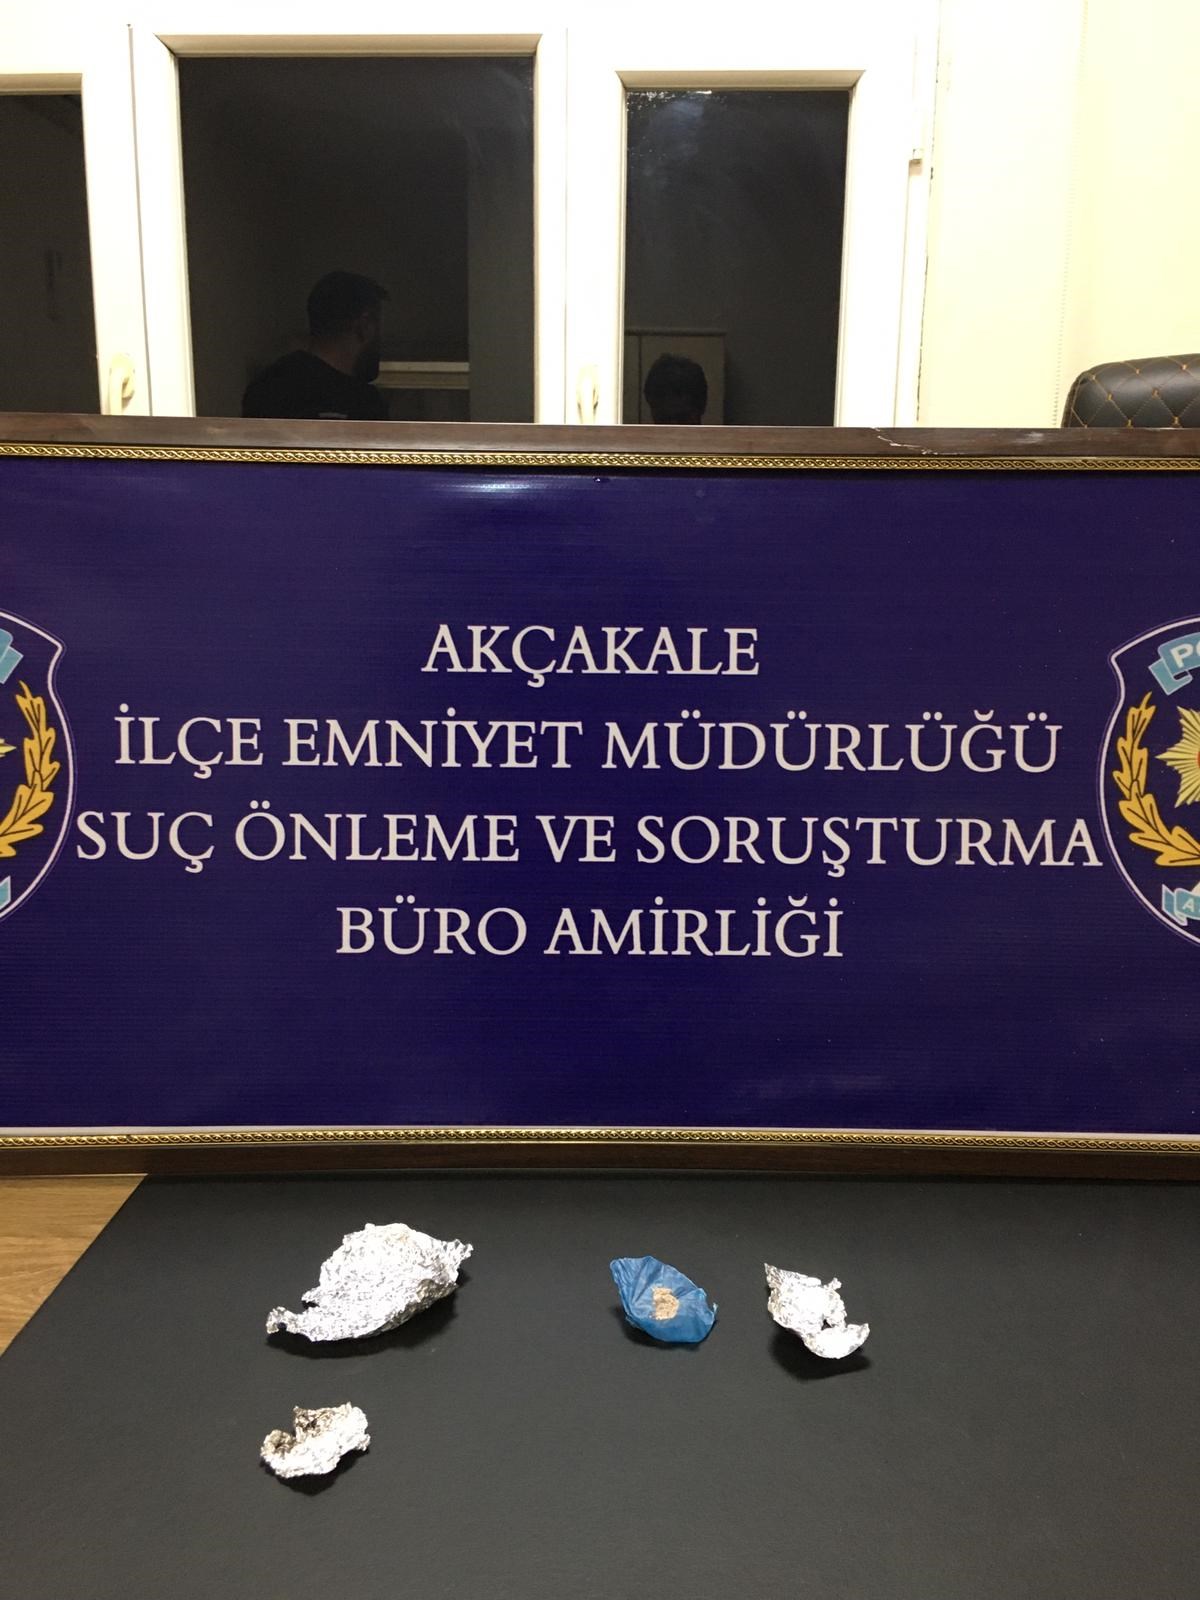 AKÇAKALE
İLÇE EMNİYET MÜDÜRLÜĞÜ
SUÇ ÖNLEME VE SORUŞTURMA
BÜRO AMİRLİĞİ